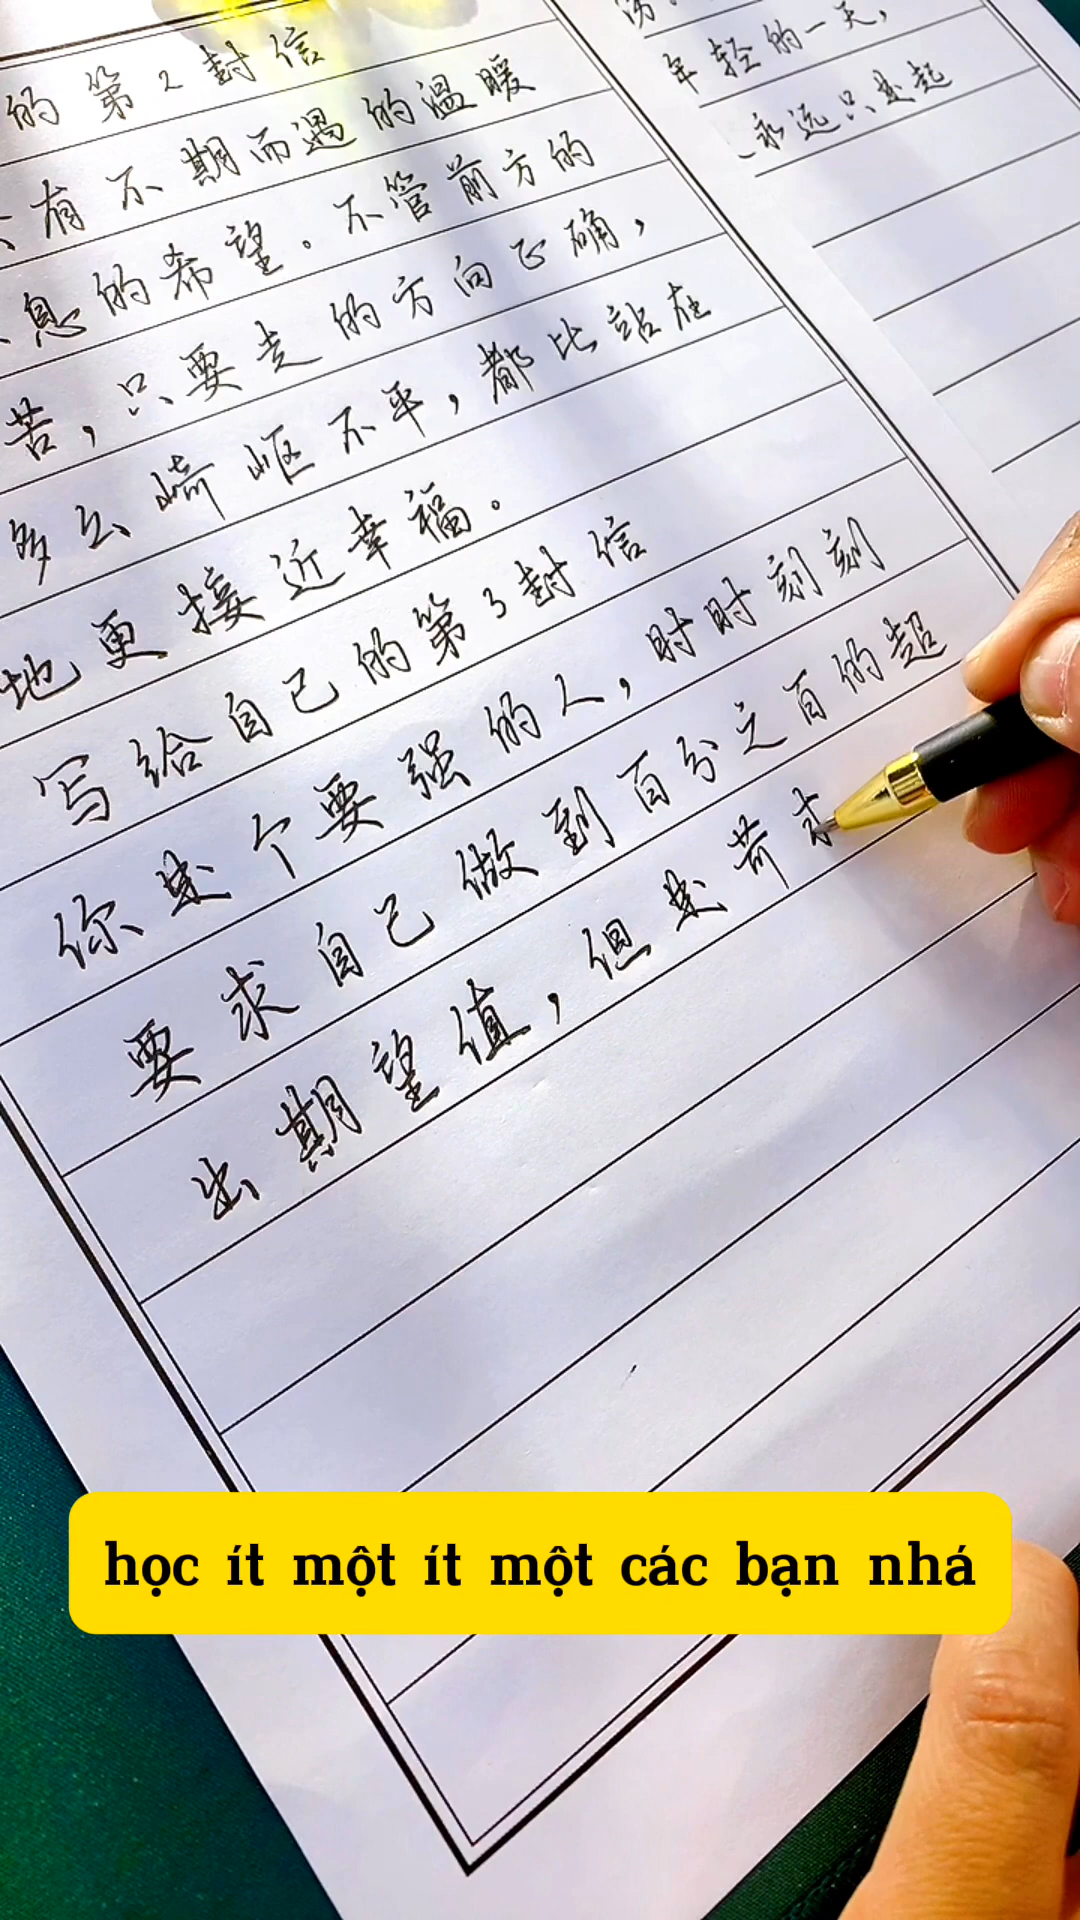 的第2封信
有不期而遇的温暖
息的希望。不管前方的
苦，只要走的方向正确，
多么崎岖不平，都比站在
地更接近幸福。
写给自己的第3封信
你是个要强的人，时时刻刻
要求自己做到百分之百的超
出期望值，但是苛求
年轻的一天，
永远只是起
học ít một ít một các bạn nhá